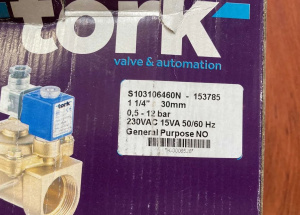 tork
valve & automation
S103106460N - 153785
1 1/4" 30mm
0,5 - 12 bar
230VAC 15VA 50/60 Hz
General Purpose NO
tork